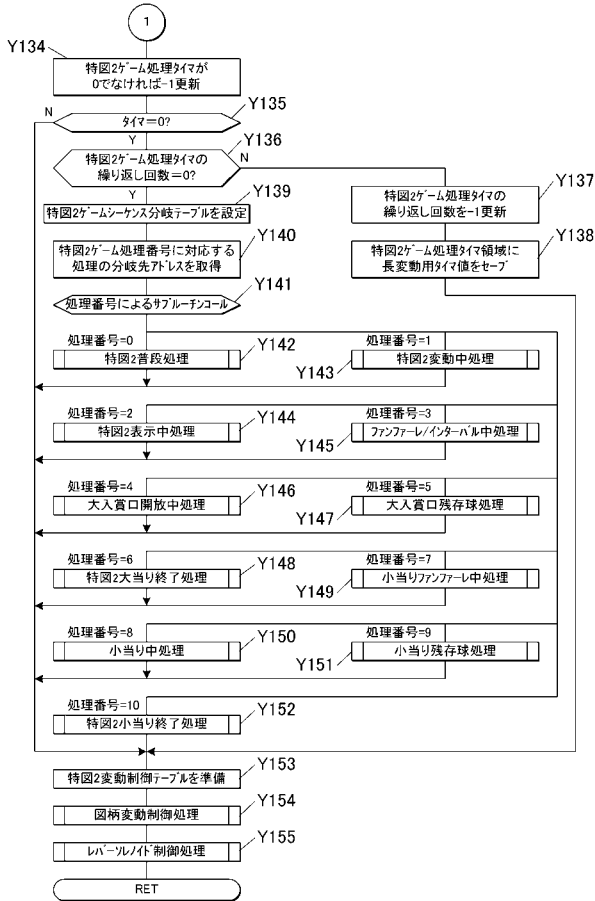 1
Y134
特図2ｹﾞｰﾑ処理ﾀｲﾏが
0でなければ-1更新
N
Y135
ﾀｲﾏ=0?
Y
Y136
特図2ｹﾞｰﾑ処理ﾀｲﾏの
繰り返し回数=0?
N
Y
Y139
特図2ｹﾞｰﾑｼｰｹﾝｽ分岐ﾃｰﾌﾞﾙを設定
Y137
特図2ｹﾞｰﾑ処理ﾀｲﾏの
繰り返し回数を-1更新
Y140
特図2ｹﾞｰﾑ処理番号に対応する
処理の分岐先ｱﾄﾞﾚｽを取得
Y138
特図2ｹﾞｰﾑ処理ﾀｲﾏ領域に
長変動用ﾀｲﾏ値をｾｰﾌﾞ
Y141
処理番号によるｻﾌﾞﾙｰﾁﾝｺｰﾙ
処理番号=0
Y142
特図2普段処理
処理番号=1
Y143
特図2変動中処理
処理番号=2
Y144
特図2表示中処理
処理番号=3
Y145
ﾌｧﾝﾌｧｰﾚ/ｲﾝﾀｰﾊﾞﾙ中処理
処理番号=4
Y146
大入賞口開放中処理
処理番号=5
Y147
大入賞口残存球処理
処理番号=6
Y148
特図2大当り終了処理
処理番号=7
Y149
小当りﾌｧﾝﾌｧｰﾚ中処理
処理番号=8
Y150
小当り中処理
処理番号=9
Y151
小当り残存球処理
処理番号=10
Y152
特図2小当り終了処理
Y153
特図2変動制御ﾃｰﾌﾞﾙを準備
Y154
図柄変動制御処理
Y155
ﾚﾊﾞｰｿﾚﾉｲﾄﾞ制御処理
RET